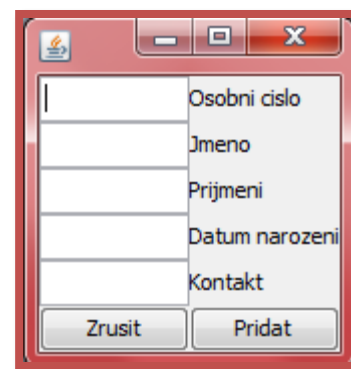 Osobni cislo
Jmeno
Prijmeni
Datum narozeni
Kontakt
Zrusit Pridat